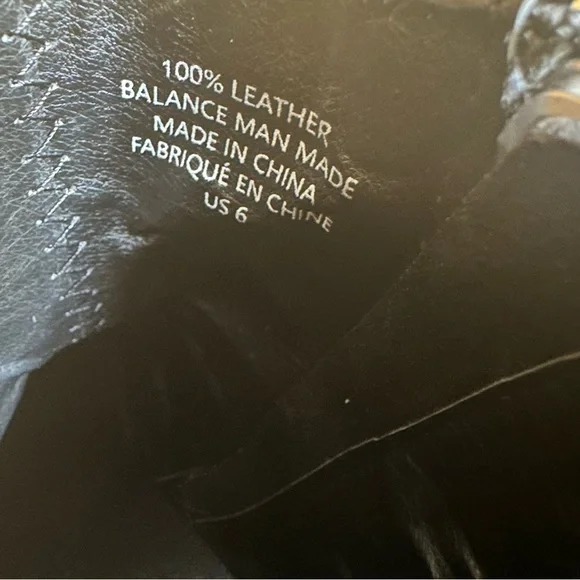 100% LEATHER
BALANCE MAN MADE
MADE IN CHINA
FABRIQUÉ EN CHINE
US 6